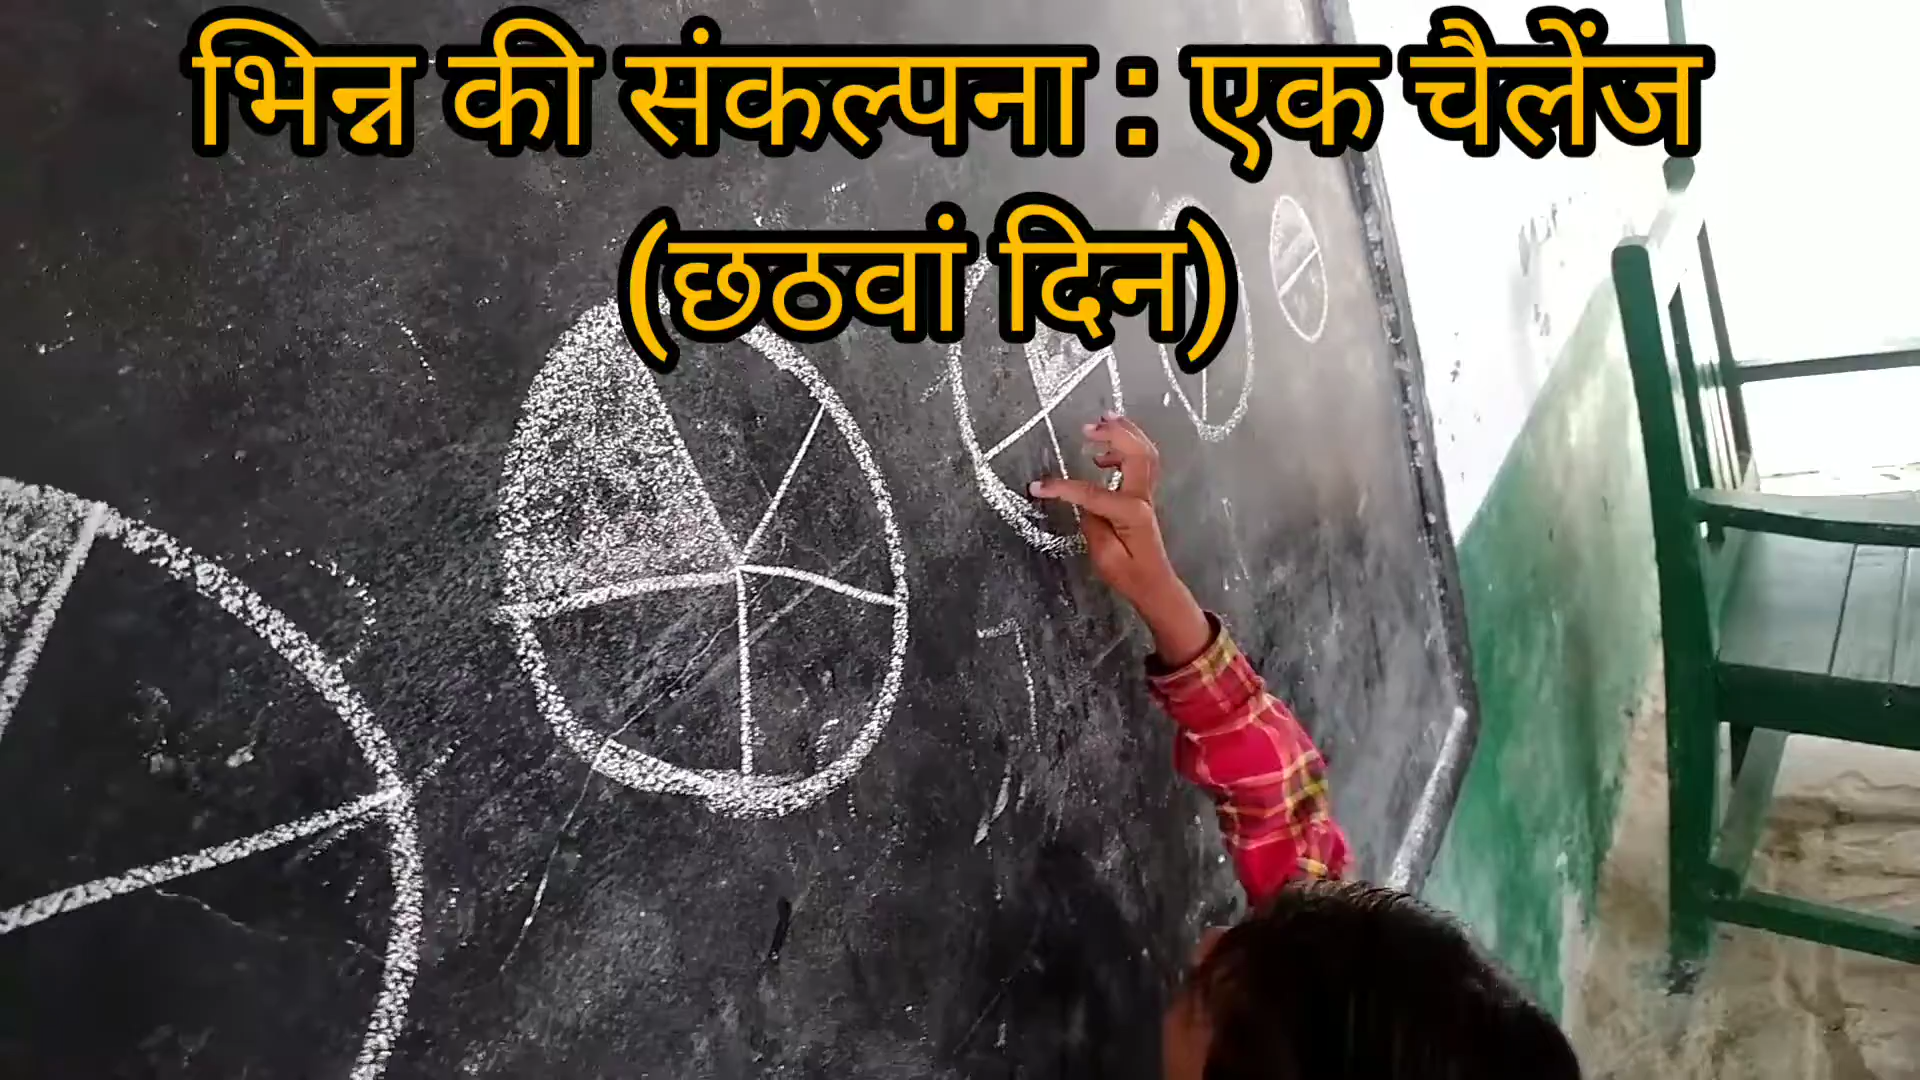 भिन्न की संकल्पना : एक चैलेंज
(छठवां दिन)